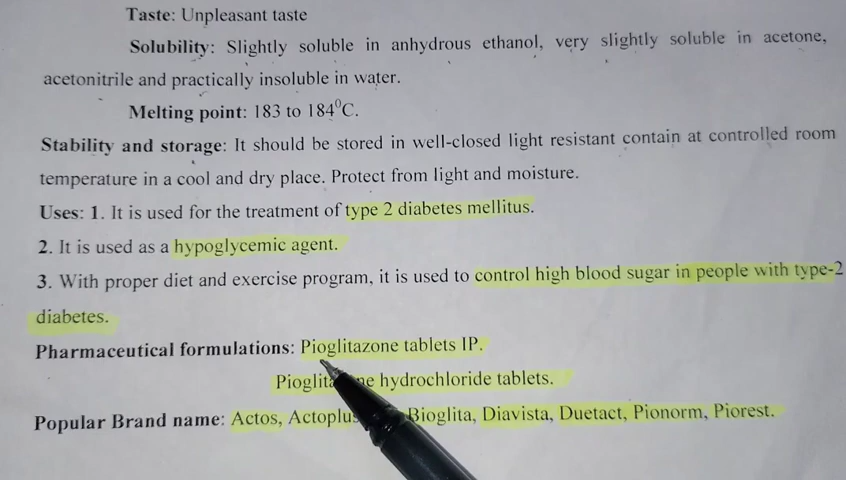 Taste: Unpleasant taste
Solubility: Slightly soluble in anhydrous ethanol, very slightly soluble in acetone,
acetonitrile and practically insoluble in water.
Melting point: 183 to 184⁰C.
Stability and storage: It should be stored in well-closed light resistant contain at controlled room
temperature in a cool and dry place. Protect from light and moisture.
Uses: 1. It is used for the treatment of type 2 diabetes mellitus.
2. It is used as a hypoglycemic agent.
3. With proper diet and exercise program, it is used to control high blood sugar in people with type-2
diabetes.
Pharmaceutical formulations: Pioglitazone tablets IP.
hydrochloride tablets.
Popular Brand name: Actos, Actoplus Bioglita, Diavista, Duetact, Pionorm, Piorest.